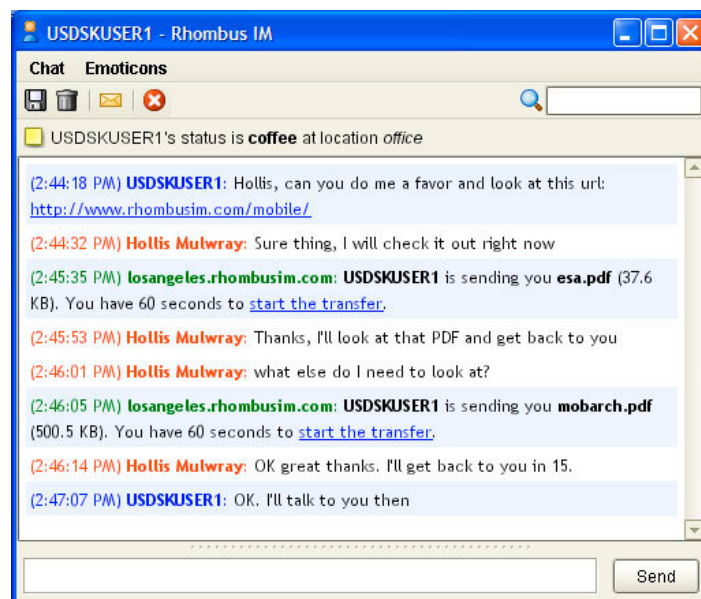 USDSKUSER1 - Rhombus IM
Chat Emoticons
USDSKUSER1's status is coffee at location office
(2:44:18 PM) USDSKUSER1: Hollis, can you do me a favor and look at this url:
http://www.rhombusim.com/mobile/
(2:44:32 PM) Hollis Mulwray: Sure thing, I will check it out right now
(2:45:35 PM) losangeles.rhombusim.com: USDSKUSER1 is sending you esa.pdf (37.6
KB). You have 60 seconds to start the transfer.
(2:45:53 PM) Hollis Mulwray: Thanks, I'll look at that PDF and get back to you
(2:46:01 PM) Hollis Mulwray: what else do I need to look at?
(2:46:05 PM) losangeles.rhombusim.com: USDSKUSER1 is sending you mobarch.pdf
(500.5 KB). You have 60 seconds to start the transfer.
(2:46:14 PM) Hollis Mulwray: OK great thanks. I'll get back to you in 15.
(2:47:07 PM) USDSKUSER1: OK. I'll talk to you then
Send